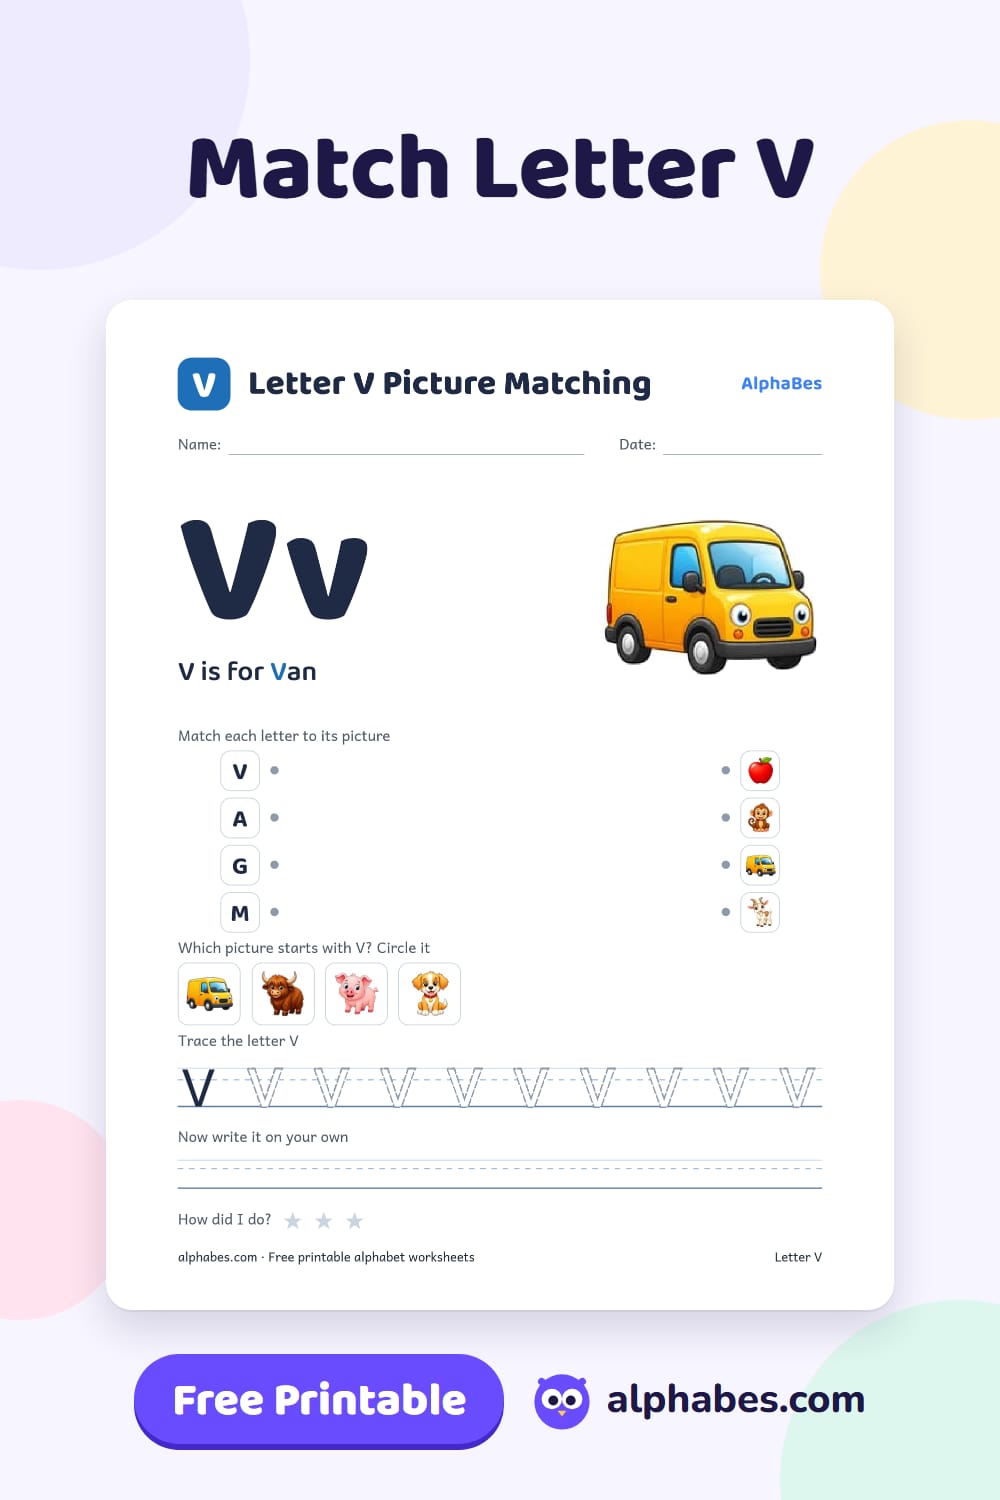 Match Letter V
V
Letter V Picture Matching
AlphaBes
Name:
Date:
Vv
V is for Van
Match each letter to its picture
V
A
G
M
Which picture starts with V? Circle it
Trace the letter V
V V V V V V V V V V
Now write it on your own
How did I do?
alphabes.com · Free printable alphabet worksheets
Letter V
Free Printable
alphabes.com